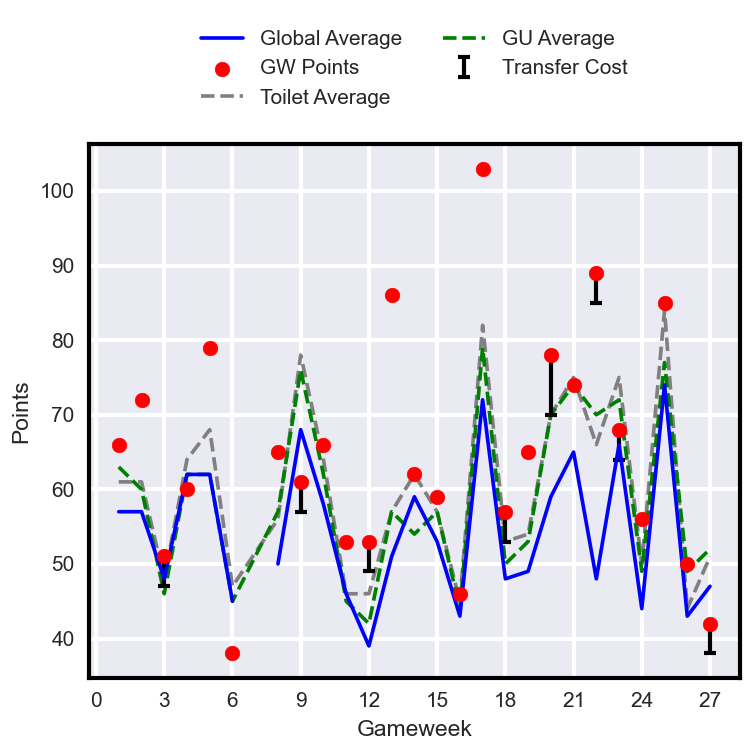 Global Average GU Average
GW Points Transfer Cost
Toilet Average
100
90
80
70
60
50
40
Points
0 3 6 9 12 15 18 21 24 27
Gameweek